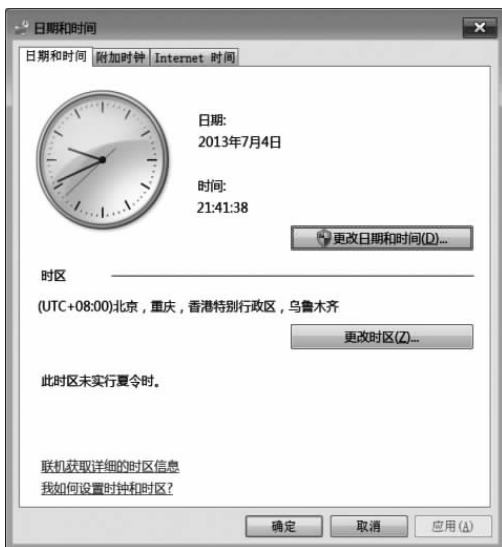 日期和时间
日期和时间 附加时钟 Internet 时间
日期:
2013年7月4日
时间:
21:41:38
更改日期和时间(D)...
时区
(UTC+08:00)北京，重庆，香港特别行政区，乌鲁木齐
更改时区(Z)...
此时区未实行夏令时。
联机获取详细的时区信息
我如何设置时钟和时区?
确定 取消 应用(A)